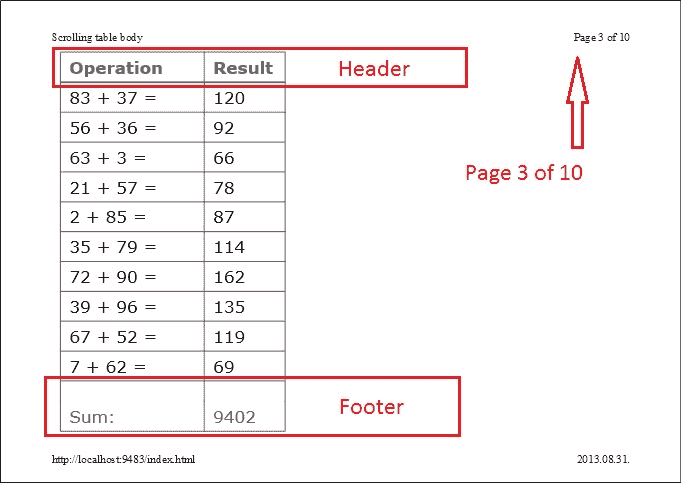 Scrolling table body Page 3 of 10
Operation Result Header
83 + 37 = 120
56 + 36 = 92
63 + 3 = 66
Page 3 of 10
21 + 57 = 78
2 + 85 = 87
35 + 79 = 114
72 + 90 = 162
39 + 96 = 135
67 + 52 = 119
7 + 62 = 69
Footer
Sum: 9402
http://localhost:9483/index.html 2013.08.31.